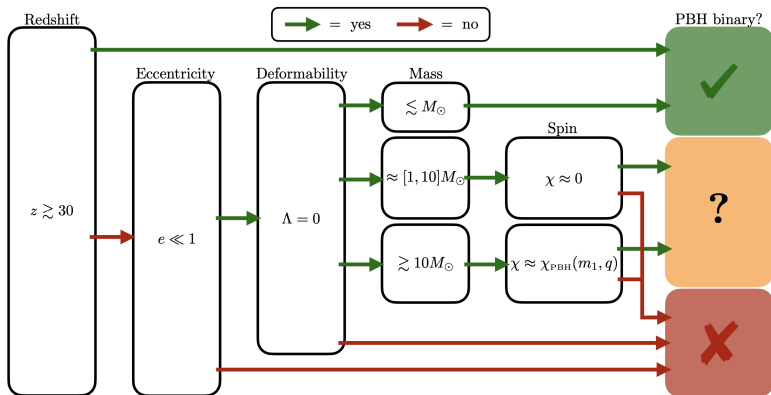 = yes = no
Redshift
PBH binary?
Eccentricity
Deformability
Mass
≲ M⊙
Spin
≈ [1, 10]M⊙
χ ≈ 0
z ≳ 30
e ≪ 1
Λ = 0
?
≳ 10M⊙
χ ≈ χPBH(m1, q)